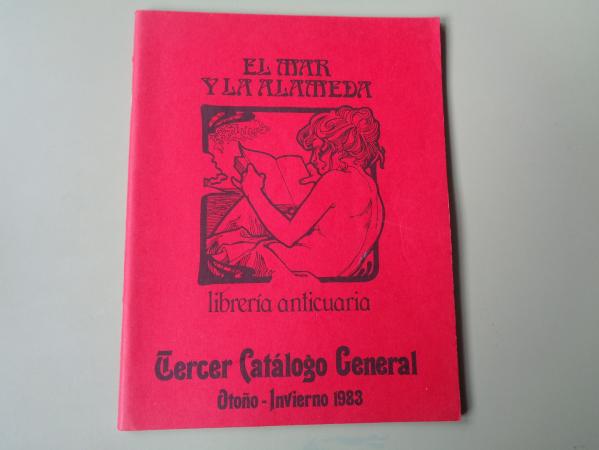 EL MAR
Y LA ALAMEDA
librería anticuaria
Tercer Catálogo General
Otoño - Invierno 1983